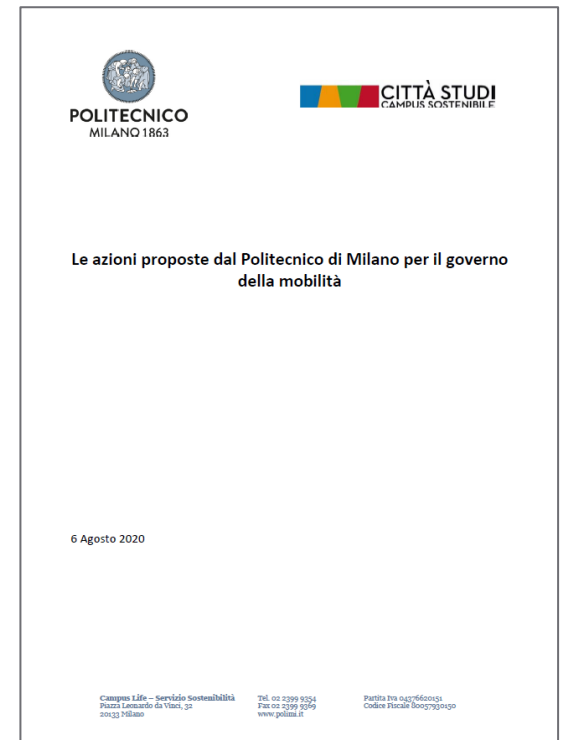 POLITECNICO
MILANO 1863
CITTÀ STUDI
CAMPUS SOSTENIBILE
Le azioni proposte dal Politecnico di Milano per il governo
della mobilità
6 Agosto 2020
Campus Life – Servizio Sostenibilità
Piazza Leonardo da Vinci, 32
20133 Milano
Tel. 02 2399 9354
Fax 02 2399 9369
www.polimi.it
Partita Iva 04376620151
Codice Fiscale 80057930150